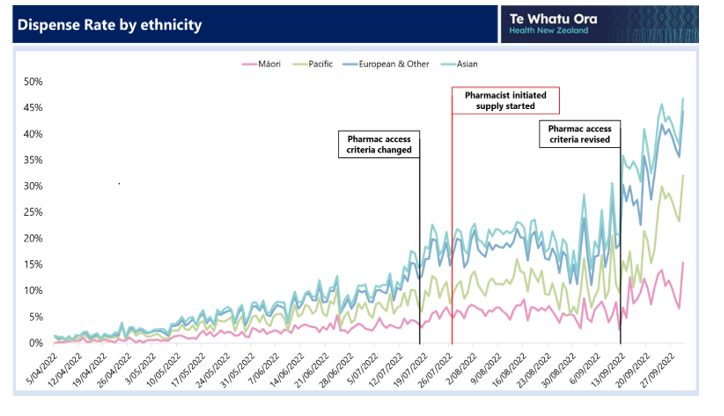 Dispense Rate by ethnicity
Te Whatu Ora
Health New Zealand
Māori
Pacific
European & Other
Asian
50%
45%
40%
35%
30%
25%
20%
15%
10%
5%
0%
Pharmac access
criteria changed
Pharmacist initiated
supply started
Pharmac access
criteria revised
5/04/2022
12/04/2022
19/04/2022
26/04/2022
3/05/2022
10/05/2022
17/05/2022
24/05/2022
31/05/2022
7/06/2022
14/06/2022
21/06/2022
28/06/2022
5/07/2022
12/07/2022
19/07/2022
26/07/2022
2/08/2022
9/08/2022
16/08/2022
23/08/2022
30/08/2022
6/09/2022
13/09/2022
20/09/2022
27/09/2022